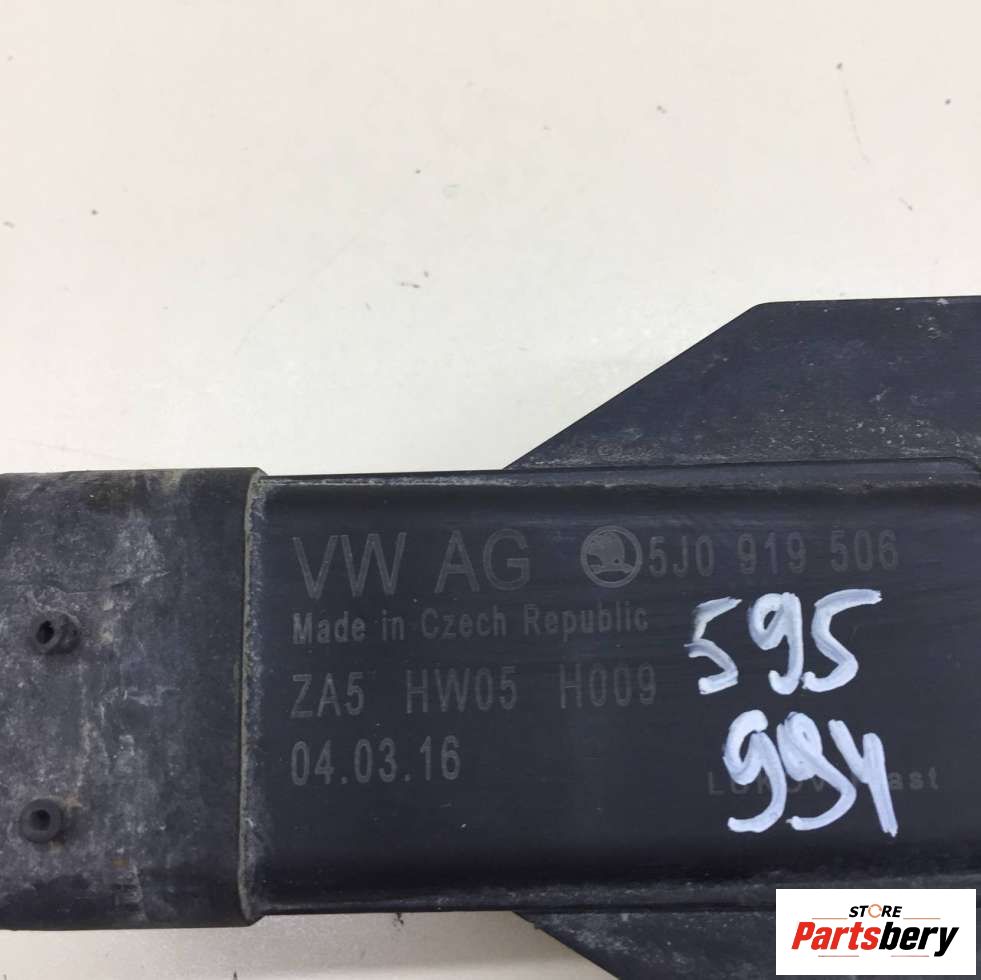 VW AG 5J0 919 506
Made in Czech Republic
595
ZA5 HW05 H009
04.03.16
994
STORE
Partsbery